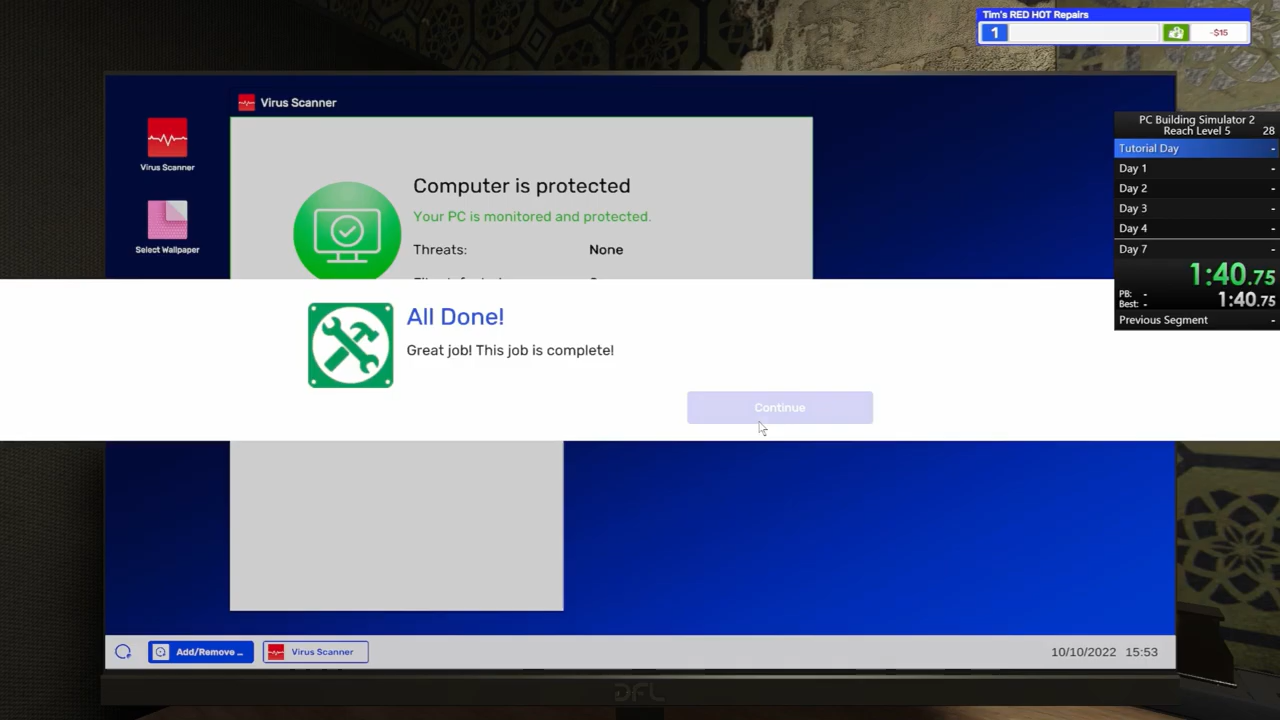 Tim's RED HOT Repairs
1
-$15
Virus Scanner
Virus Scanner
Select Wallpaper
Computer is protected
Your PC is monitored and protected.
Threats: None
All Done!
Great job! This job is complete!
Continue
PC Building Simulator 2
Reach Level 5 28
Tutorial Day -
Day 1 -
Day 2 -
Day 3 -
Day 4 -
Day 7 -
1:40.75
PB: -
Best: - 1:40.75
Previous Segment -
Add/Remove ...
Virus Scanner
10/10/2022 15:53
DFL